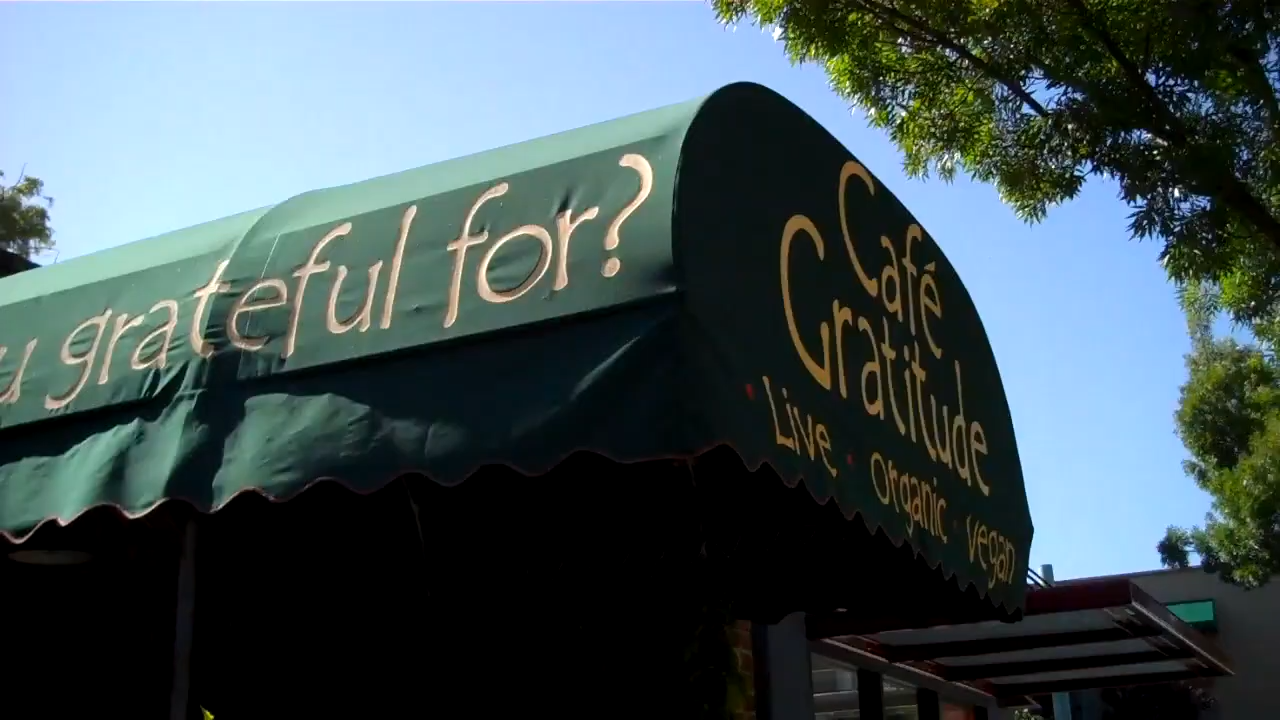 u grateful for?
Café
Gratitude
Live • Organic • vegan